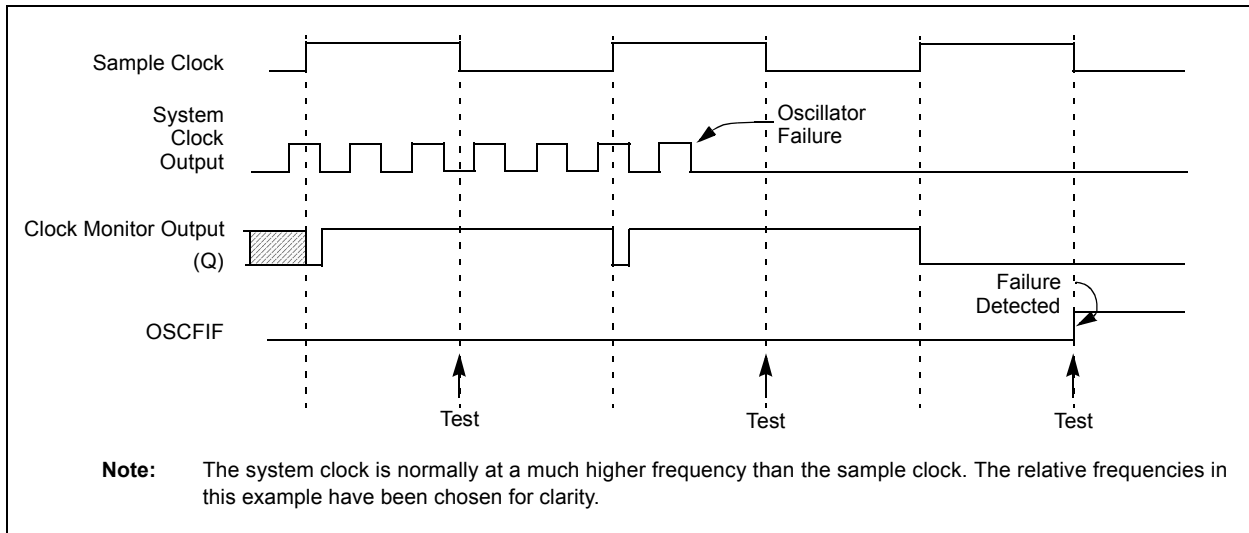 Sample Clock
System
Clock
Output
Oscillator
Failure
Clock Monitor Output
(Q)
Failure
Detected
OSCFIF
Test
Test
Test
Note: The system clock is normally at a much higher frequency than the sample clock. The relative frequencies in
this example have been chosen for clarity.